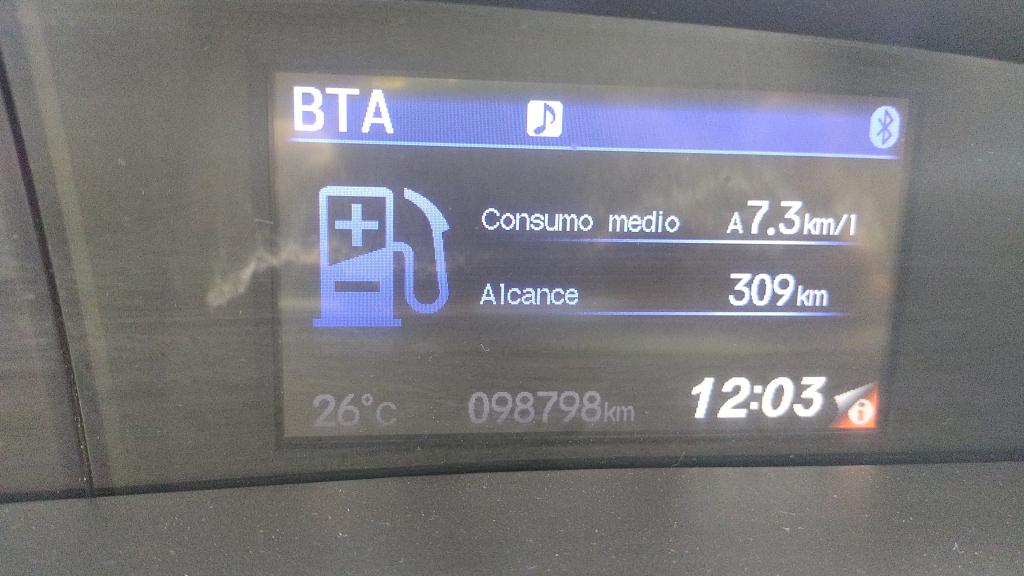 BTA
Consumo medio A7.3km/l
Alcance 309km
26°C 098798km 12:03 i